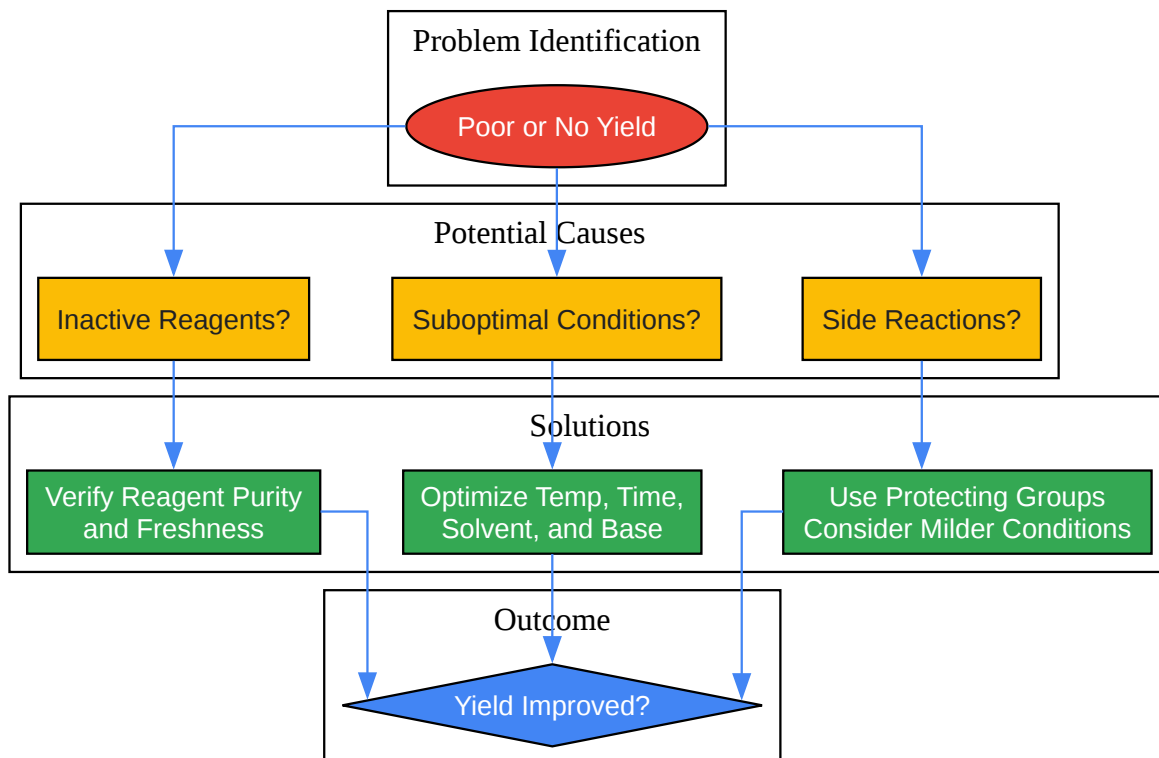 Problem Identification
Poor or No Yield
Potential Causes
Inactive Reagents?
Suboptimal Conditions?
Side Reactions?
Solutions
Verify Reagent Purity
and Freshness
Optimize Temp, Time,
Solvent, and Base
Use Protecting Groups
Consider Milder Conditions
Outcome
Yield Improved?